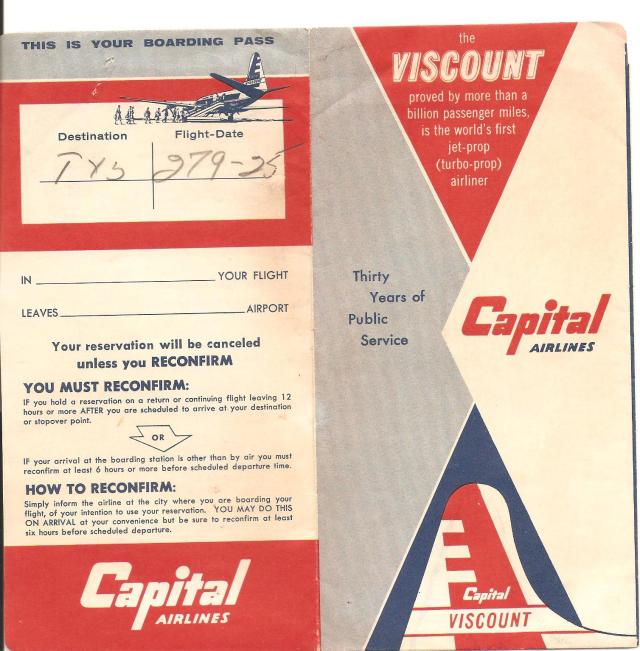 THIS IS YOUR BOARDING PASS
Destination Flight-Date
TYS 279-25
IN YOUR FLIGHT
LEAVES AIRPORT
Your reservation will be canceled
unless you RECONFIRM
YOU MUST RECONFIRM:
IF you hold a reservation on a return or continuing flight leaving 12
hours or more AFTER you are scheduled to arrive at your destination
or stopover point.
OR
IF your arrival at the boarding station is other than by air you must
reconfirm at least 6 hours or more before scheduled departure time.
HOW TO RECONFIRM:
Simply inform the airline at the city where you are boarding your
flight, of your intention to use your reservation. YOU MAY DO THIS
ON ARRIVAL at your convenience but be sure to reconfirm at least
six hours before scheduled departure.
Capital
AIRLINES
the
VISCOUNT
proved by more than a
billion passenger miles,
is the world's first
jet-prop
(turbo-prop)
airliner
Thirty
Years of
Public
Service
Capital
AIRLINES
Capital
VISCOUNT